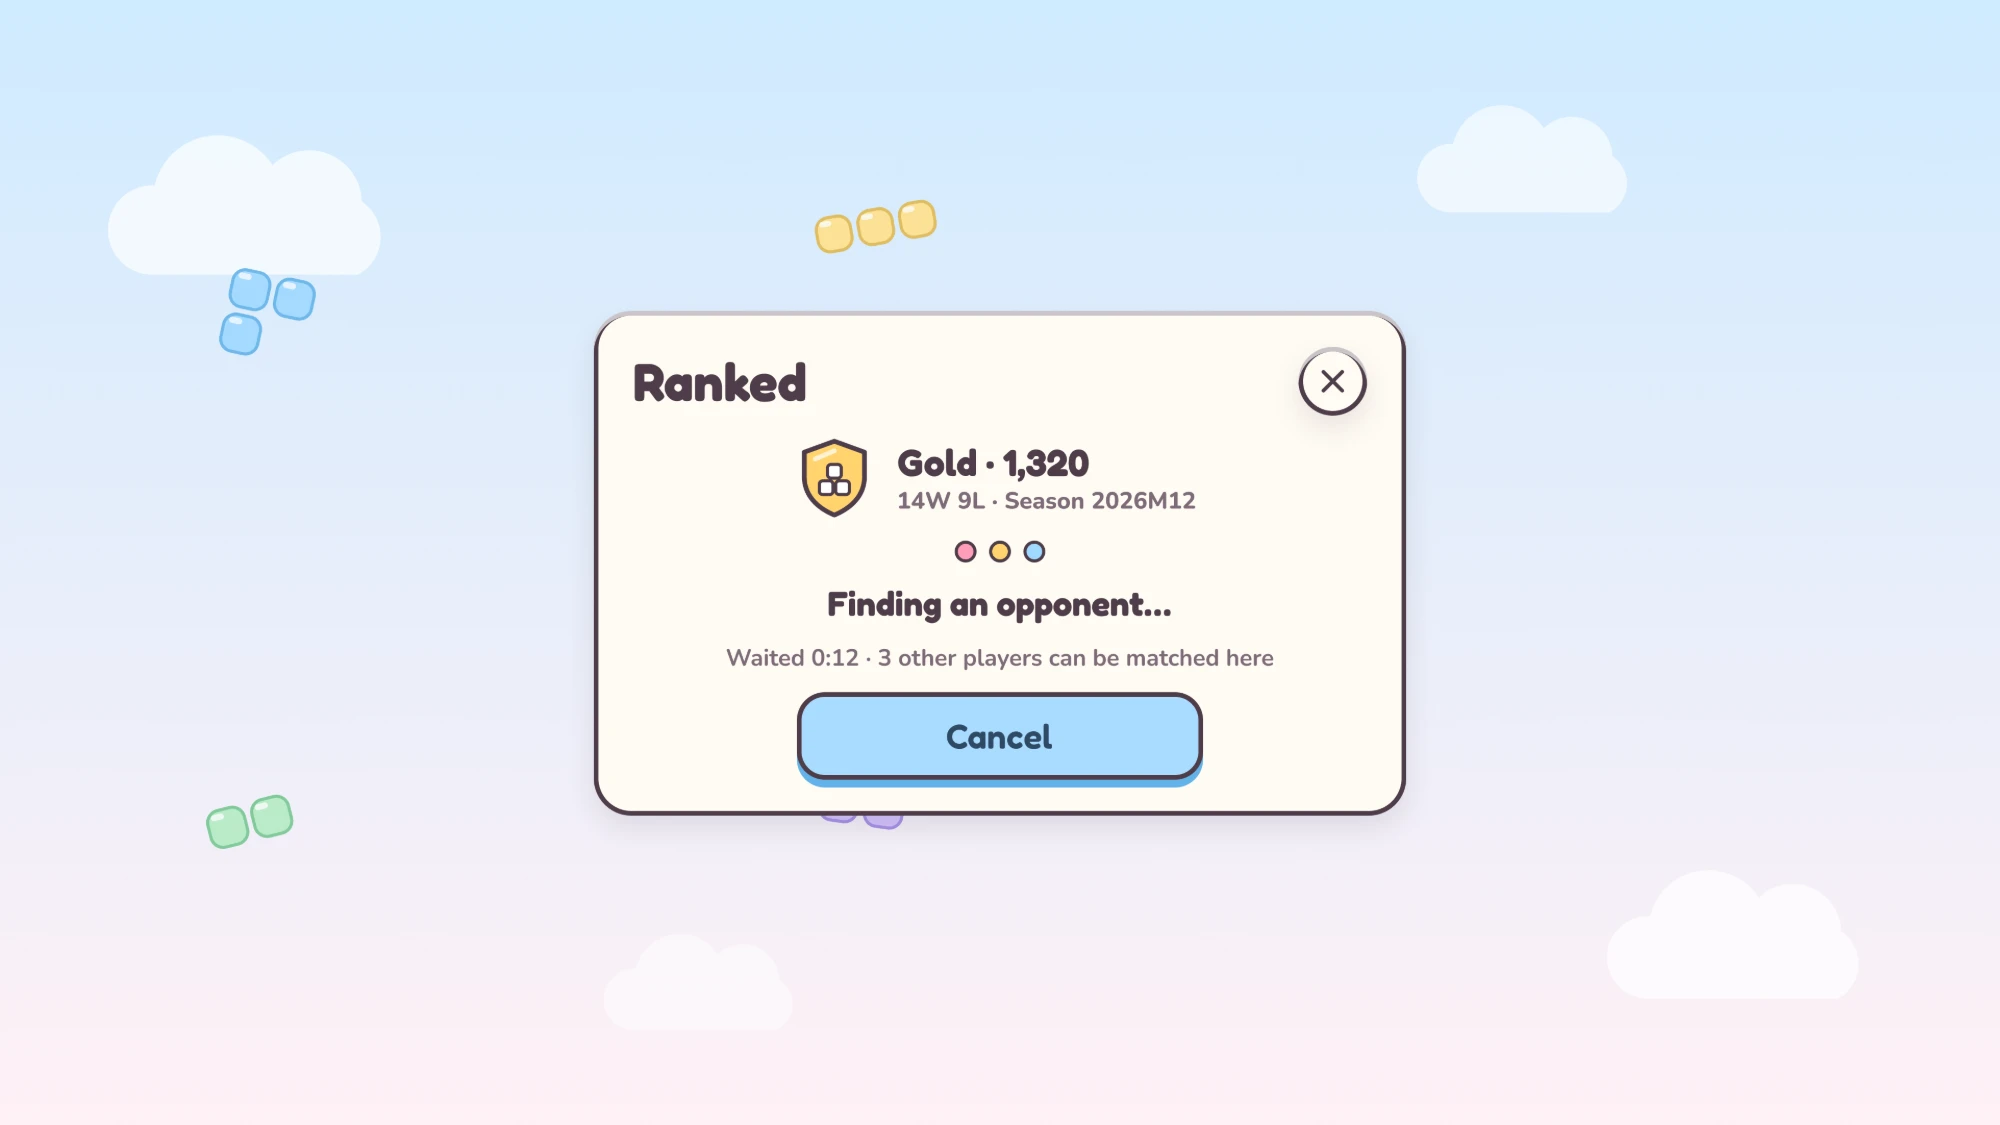 Ranked
Gold · 1,320
14W 9L · Season 2026M12
Finding an opponent...
Waited 0:12 · 3 other players can be matched here
Cancel